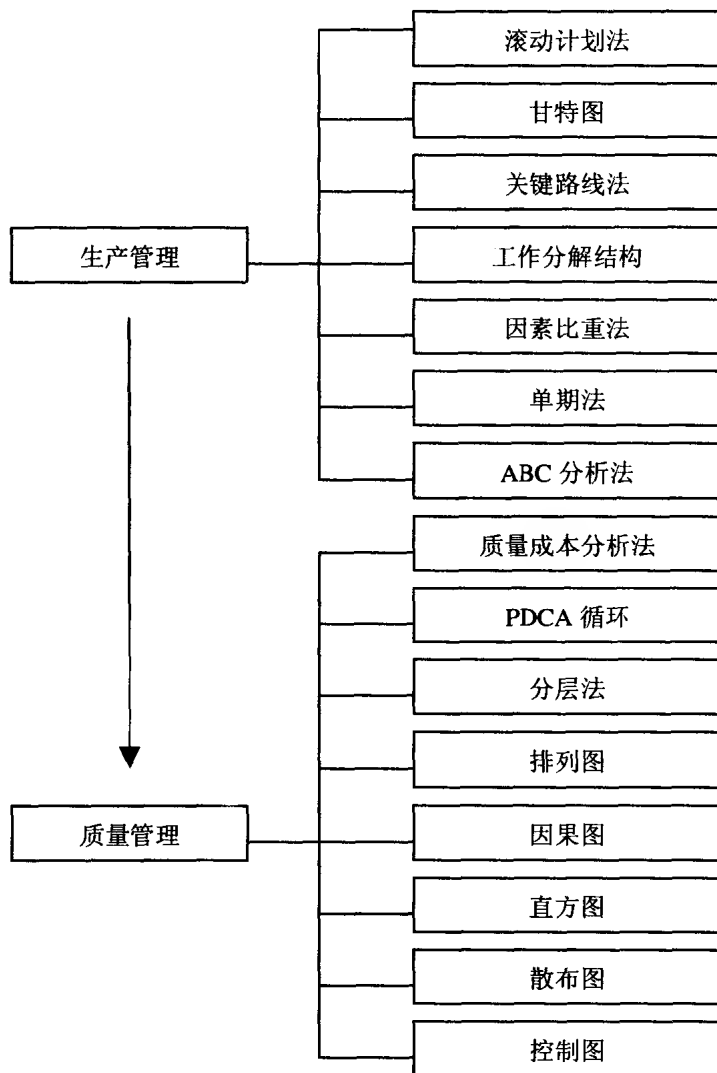 滚动计划法
甘特图
关键路线法
生产管理
工作分解结构
因素比重法
单期法
ABC 分析法
质量成本分析法
PDCA 循环
分层法
排列图
质量管理
因果图
直方图
散布图
控制图